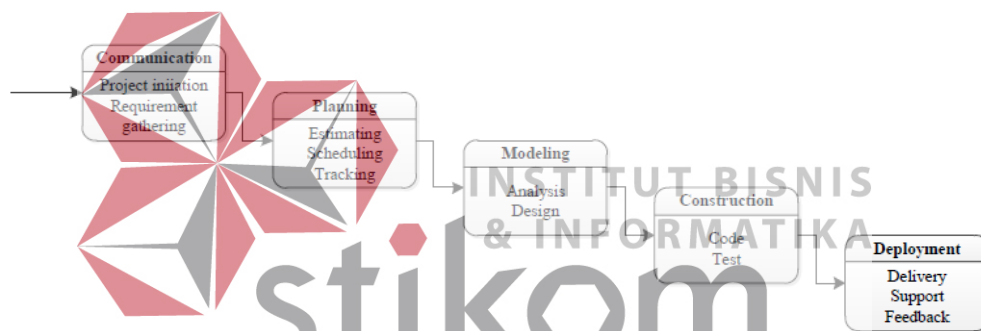 Communication
Project iniiation
Requirement
gathering
Planning
Estimating
Scheduling
Tracking
Modeling
Analysis
Design
Construction
Code
Test
Deployment
Delivery
Support
Feedback
INSTITUT BISNIS
& INFORMATIKA
stikom